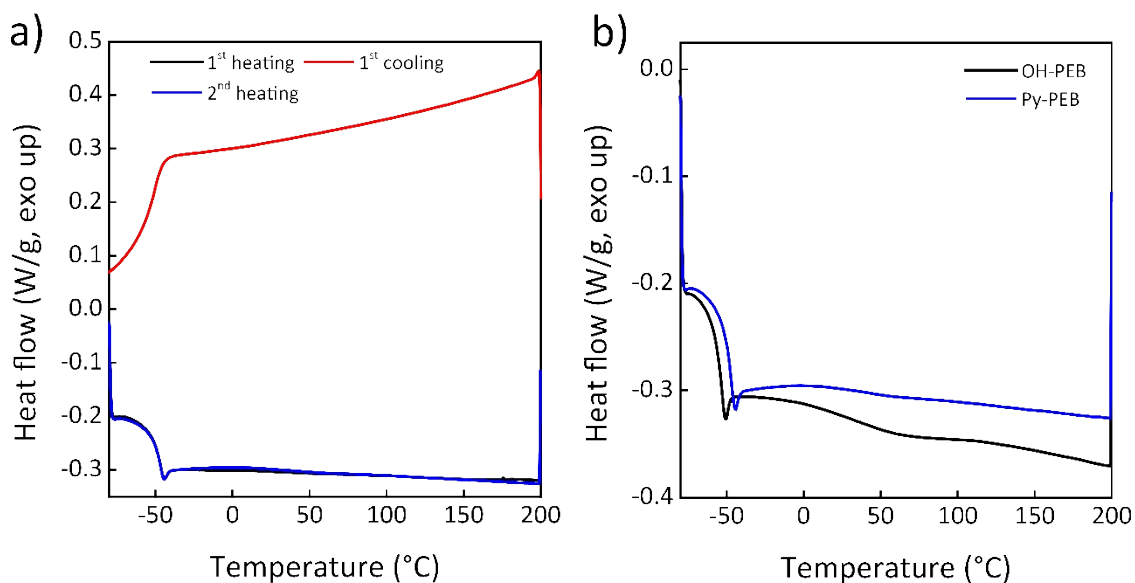 a)
1st heating 1st cooling
2nd heating
0.5
0.4
0.3
0.2
0.1
0.0
-0.1
-0.2
-0.3
Heat flow (W/g, exo up)
-50 0 50 100 150 200
Temperature (°C)
b)
OH-PEB
Py-PEB
0.0
-0.1
-0.2
-0.3
-0.4
Heat flow (W/g, exo up)
-50 0 50 100 150 200
Temperature (°C)